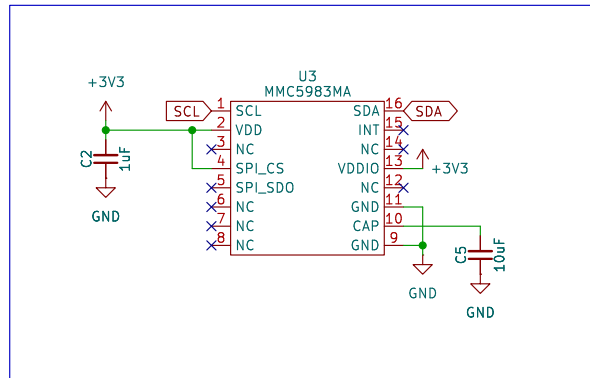 U3
MMC5983MA
+3V3
SCL
1
SCL
SDA
16
SDA
2
VDD
INT
15
3
NC
NC
14
4
SPI_CS
VDDIO
13
+3V3
5
SPI_SDO
NC
12
6
NC
GND
11
7
NC
CAP
10
8
NC
GND
9
C2
1uF
GND
GND
C5
10uF
GND